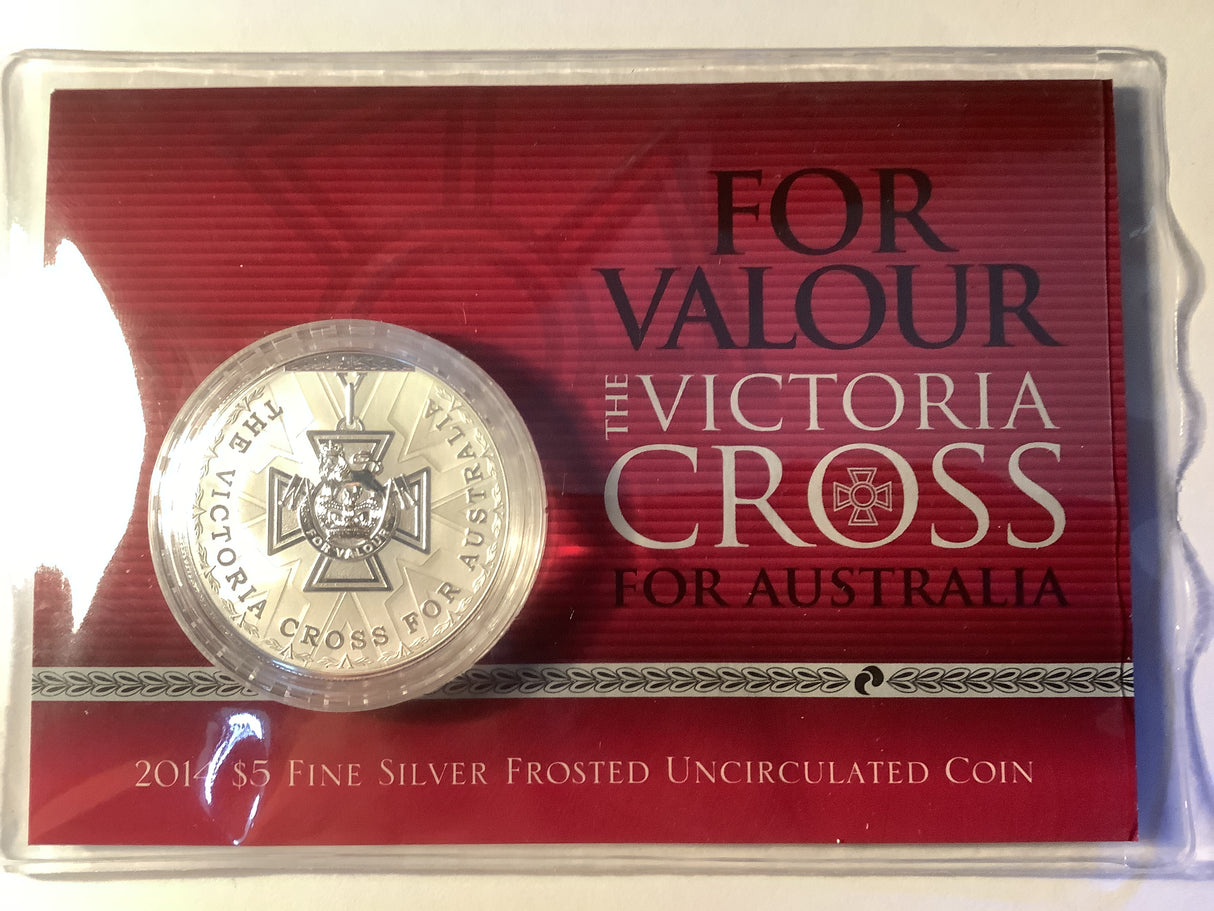 FOR
VALOUR
THE VICTORIA
CROSS
FOR AUSTRALIA
THE VICTORIA CROSS FOR AUSTRALIA
FOR VALOUR
2014 $5 FINE SILVER FROSTED UNCIRCULATED COIN